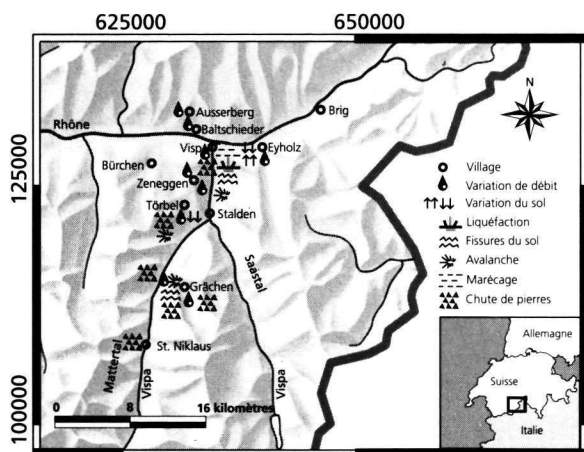 625000
650000
Ausserberg
Baltschieder
Brig
Rhône
Visp
Eyholz
Bürchen
Zeneggen
Törbel
Stalden
Grächen
St. Niklaus
Mattertal
Saastal
Vispa
Vispa
125000
100000
0 8 16 kilomètres
N
Village
Variation de débit
Variation du sol
Liquéfaction
Fissures du sol
Avalanche
Marécage
Chute de pierres
Allemagne
Suisse
Italie